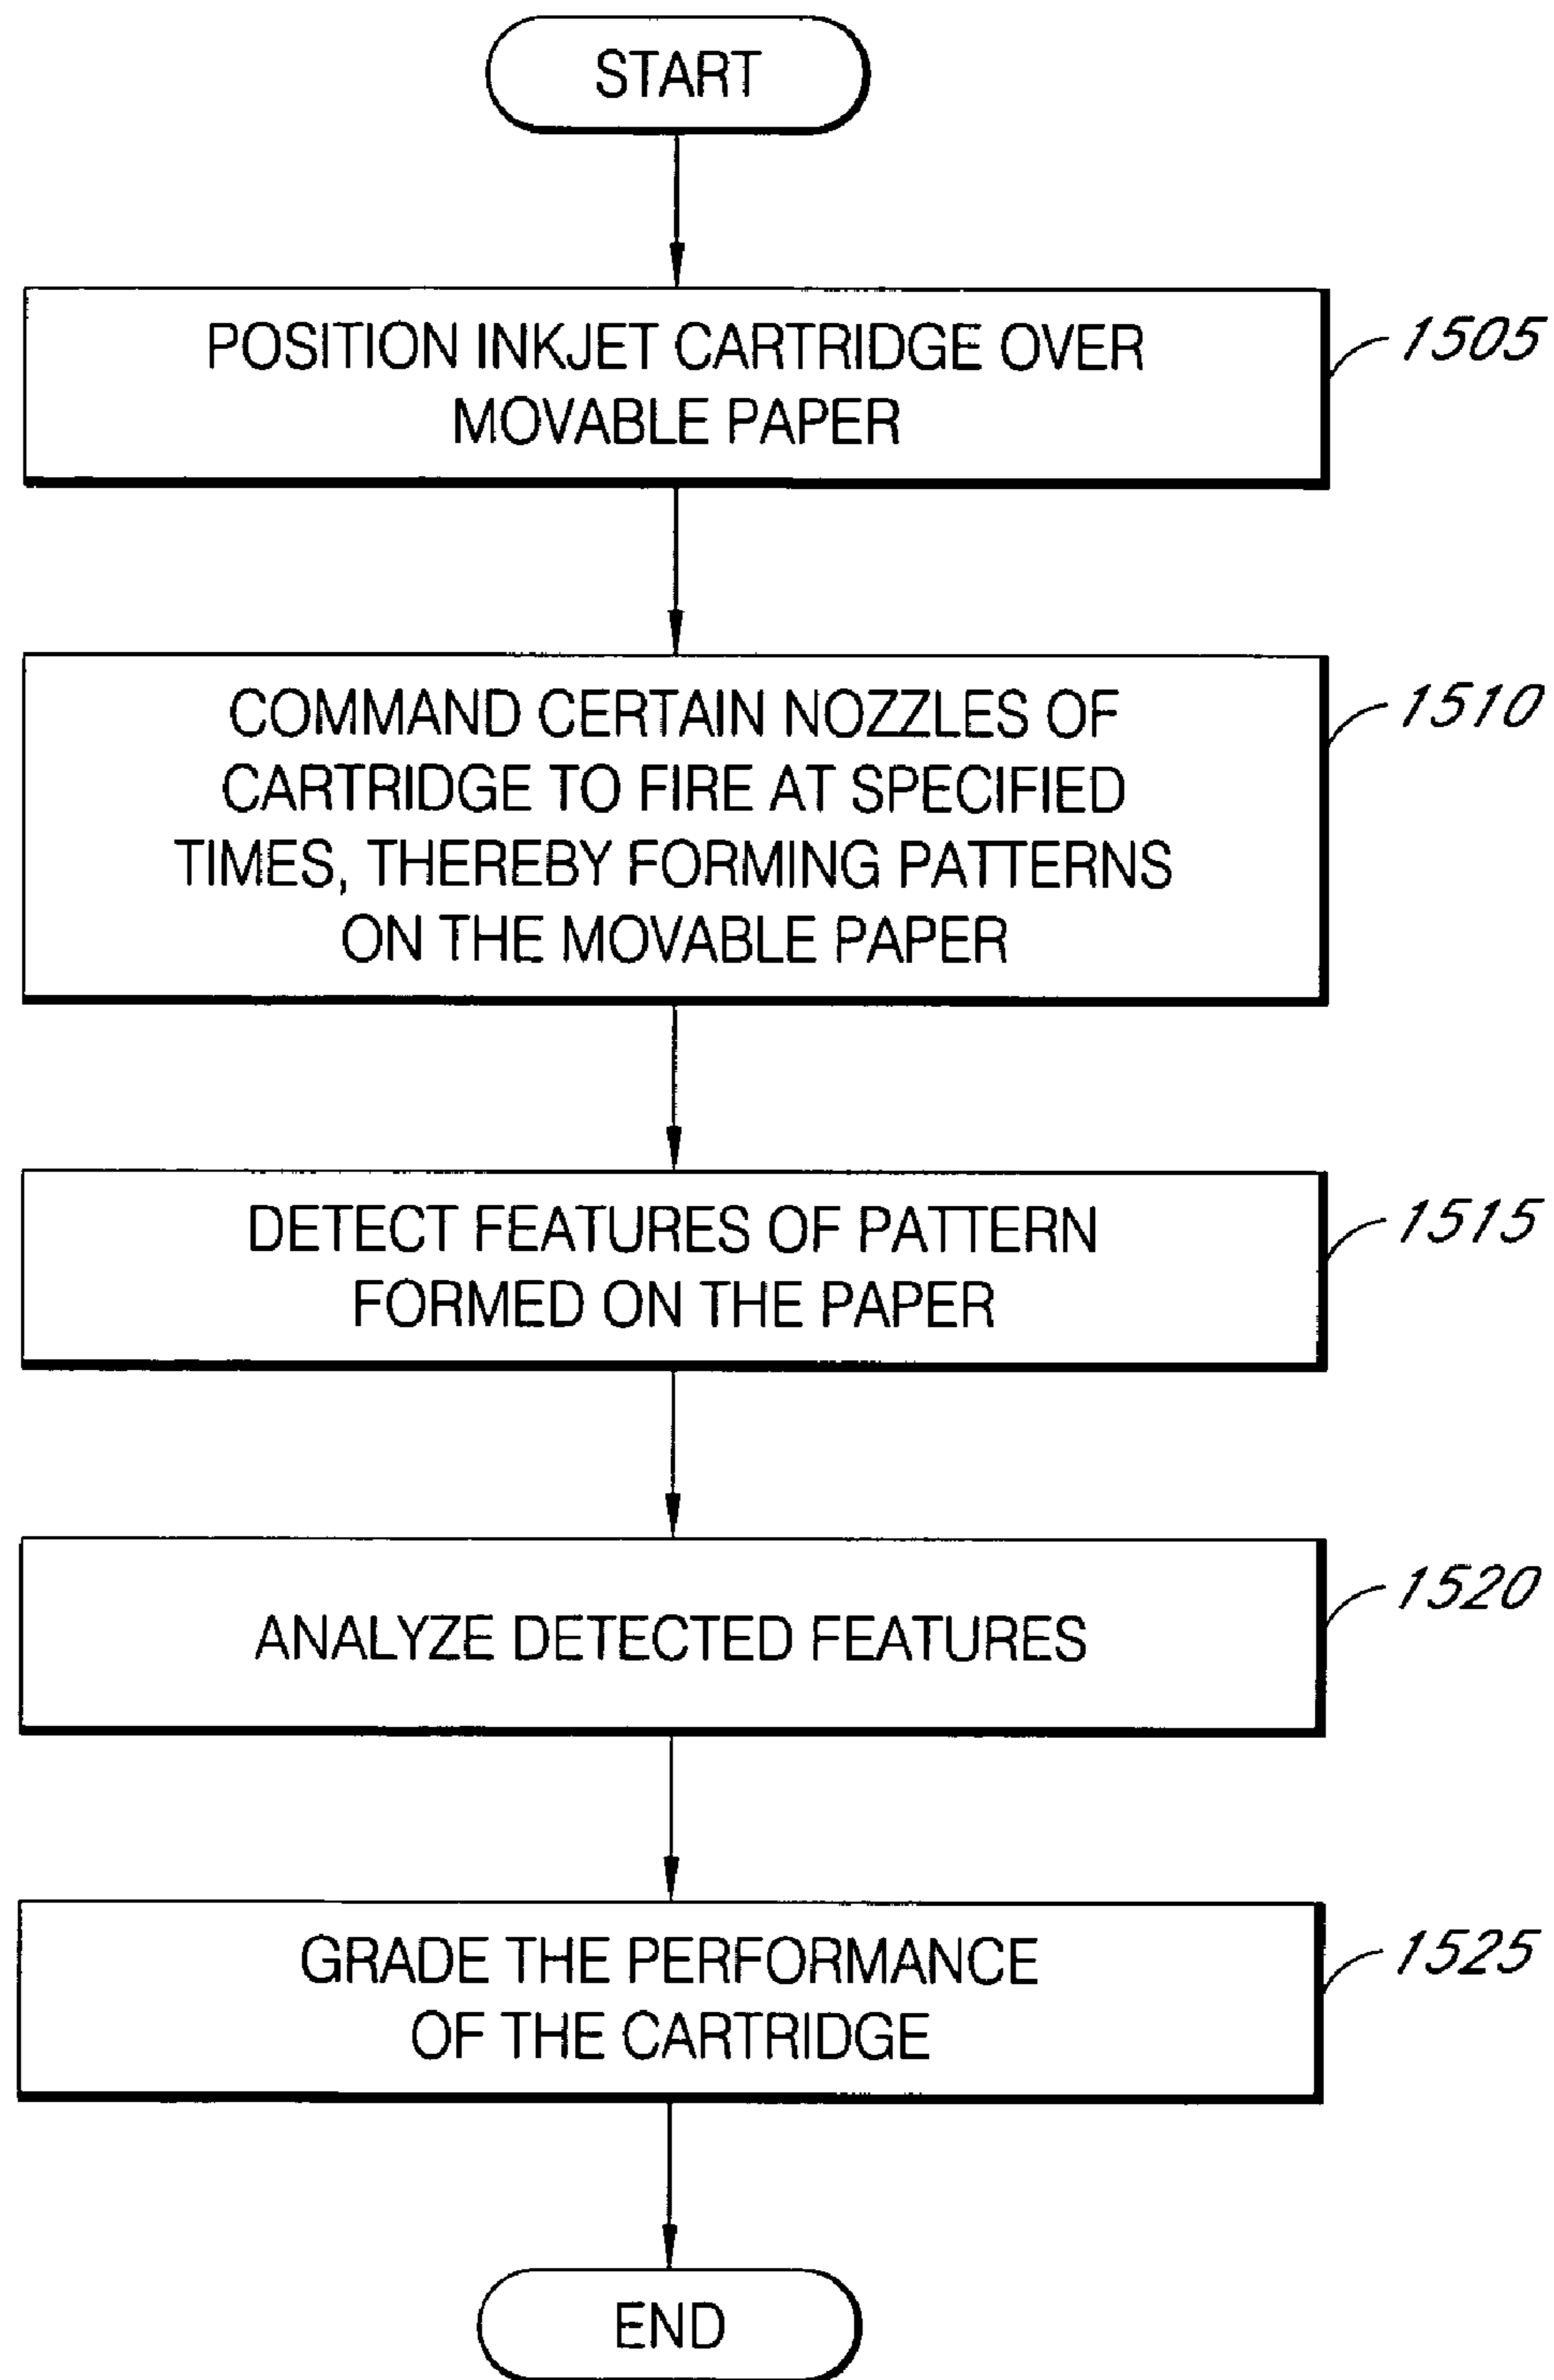 START
POSITION INKJET CARTRIDGE OVER
MOVABLE PAPER
1505
COMMAND CERTAIN NOZZLES OF
CARTRIDGE TO FIRE AT SPECIFIED
TIMES, THEREBY FORMING PATTERNS
ON THE MOVABLE PAPER
1510
DETECT FEATURES OF PATTERN
FORMED ON THE PAPER
1515
ANALYZE DETECTED FEATURES
1520
GRADE THE PERFORMANCE
OF THE CARTRIDGE
1525
END